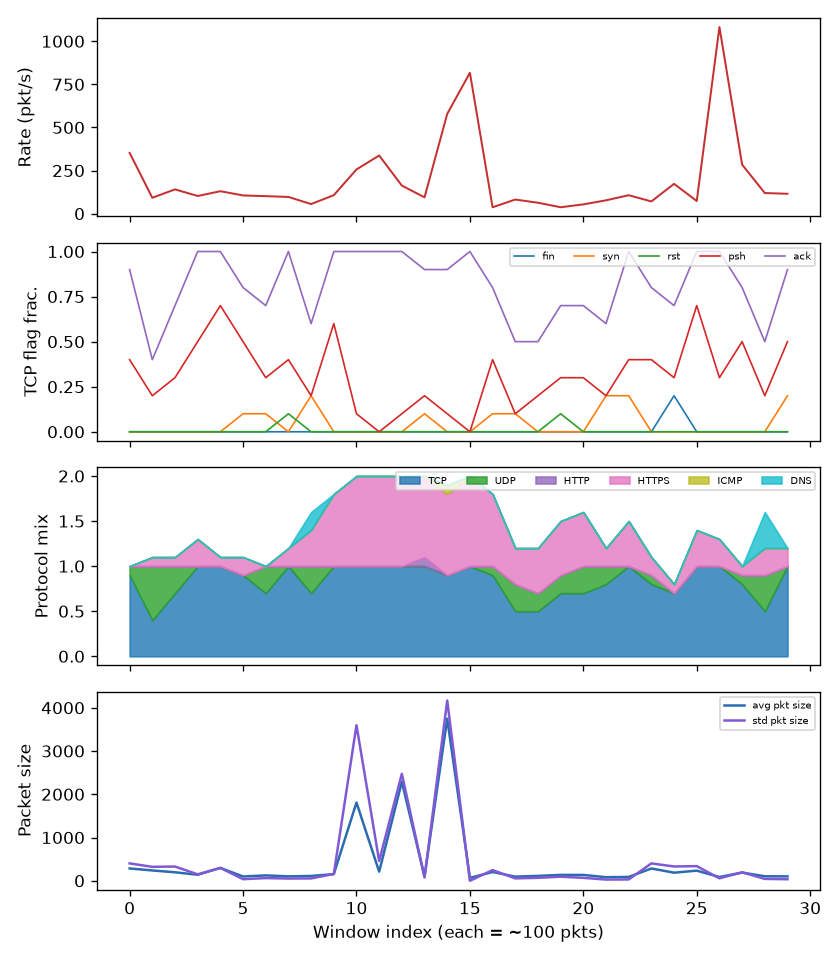 1000
750
500
250
0
Rate (pkt/s)
1.00
0.75
0.50
0.25
0.00
TCP flag frac.
fin syn rst psh ack
2.0
1.5
1.0
0.5
0.0
Protocol mix
TCP UDP HTTP HTTPS ICMP DNS
4000
3000
2000
1000
0
Packet size
avg pkt size
std pkt size
0 5 10 15 20 25 30
Window index (each = ~100 pkts)